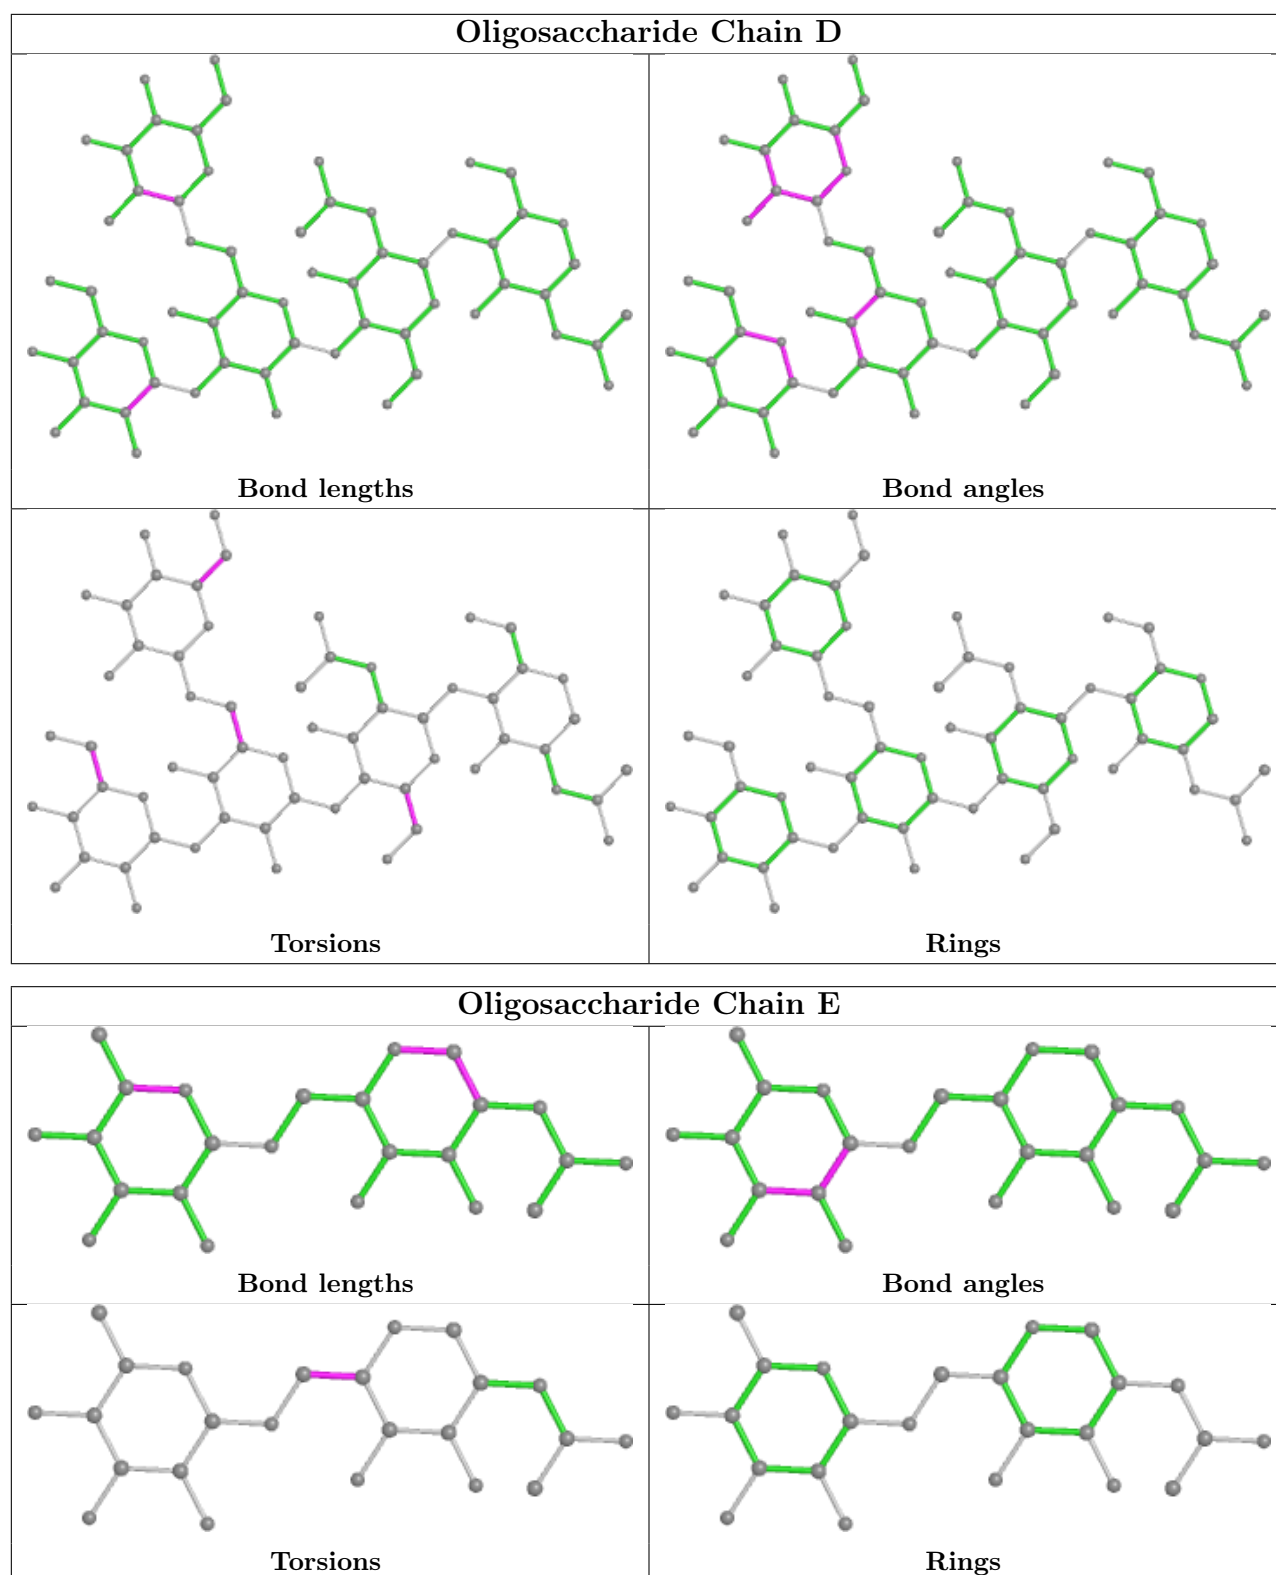 Oligosaccharide Chain D
Bond lengths
Bond angles
Torsions
Rings
Oligosaccharide Chain E
Bond lengths
Bond angles
Torsions
Rings